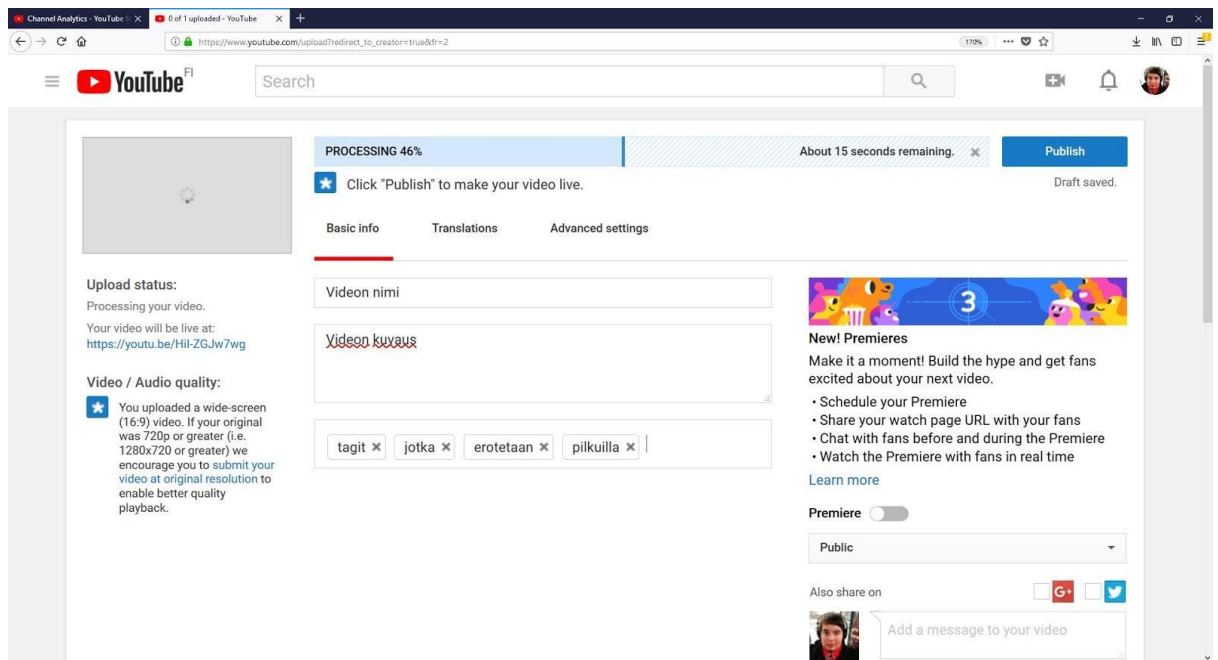 Channel Analytics - YouTube S
0 of 1 uploaded - YouTube
https://www.youtube.com/upload?redirect_to_creator=true&fr=2
170%
YouTube FI
Search
PROCESSING 46%
About 15 seconds remaining.
Publish
Click "Publish" to make your video live.
Draft saved.
Basic info
Translations
Advanced settings
Upload status:
Processing your video.
Your video will be live at:
https://youtu.be/Hil-ZGJw7wg
Video / Audio quality:
You uploaded a wide-screen
(16:9) video. If your original
was 720p or greater (i.e.
1280x720 or greater) we
encourage you to submit your
video at original resolution to
enable better quality
playback.
Videon nimi
Videon kuvaus
tagit jotka erotetaan pilkuilla
3
New! Premieres
Make it a moment! Build the hype and get fans
excited about your next video.
• Schedule your Premiere
• Share your watch page URL with your fans
• Chat with fans before and during the Premiere
• Watch the Premiere with fans in real time
Learn more
Premiere
Public
Also share on
G+
Add a message to your video